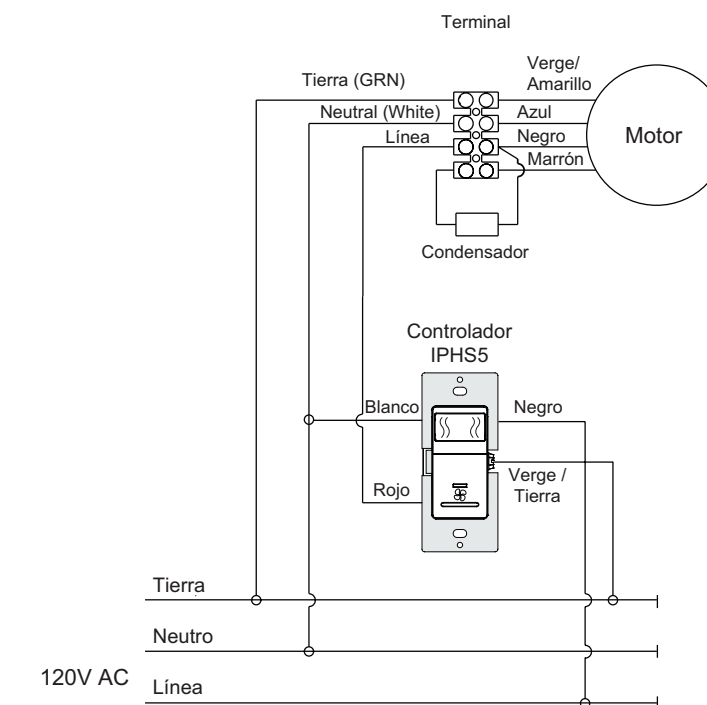 Terminal
Verge/
Amarillo
Tierra (GRN)
Neutral (White)
Azul
Línea
Negro
Motor
Marrón
Condensador
Controlador
IPHS5
Blanco
Negro
Rojo
Verge /
Tierra
Tierra
Neutro
120V AC
Línea